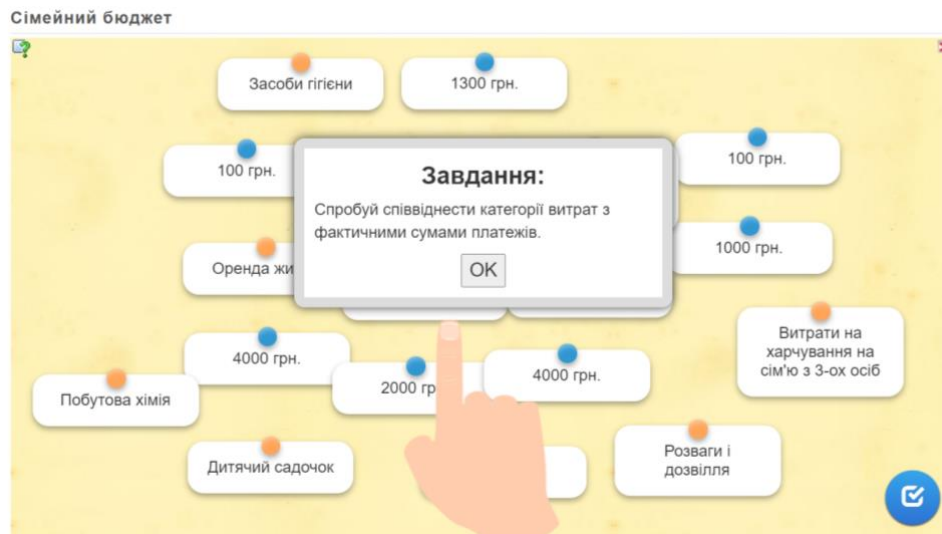 Сімейний бюджет
Засоби гігієни
1300 грн.
100 грн.
100 грн.
Завдання:
Спробуй співвіднести категорії витрат з
фактичними сумами платежів.
OK
1000 грн.
Оренда
Витрати на
харчування на
сім'ю з 3-ох осіб
4000 грн.
2000
4000 грн.
Побутова хімія
Дитячий садочок
Розваги і
дозвілля